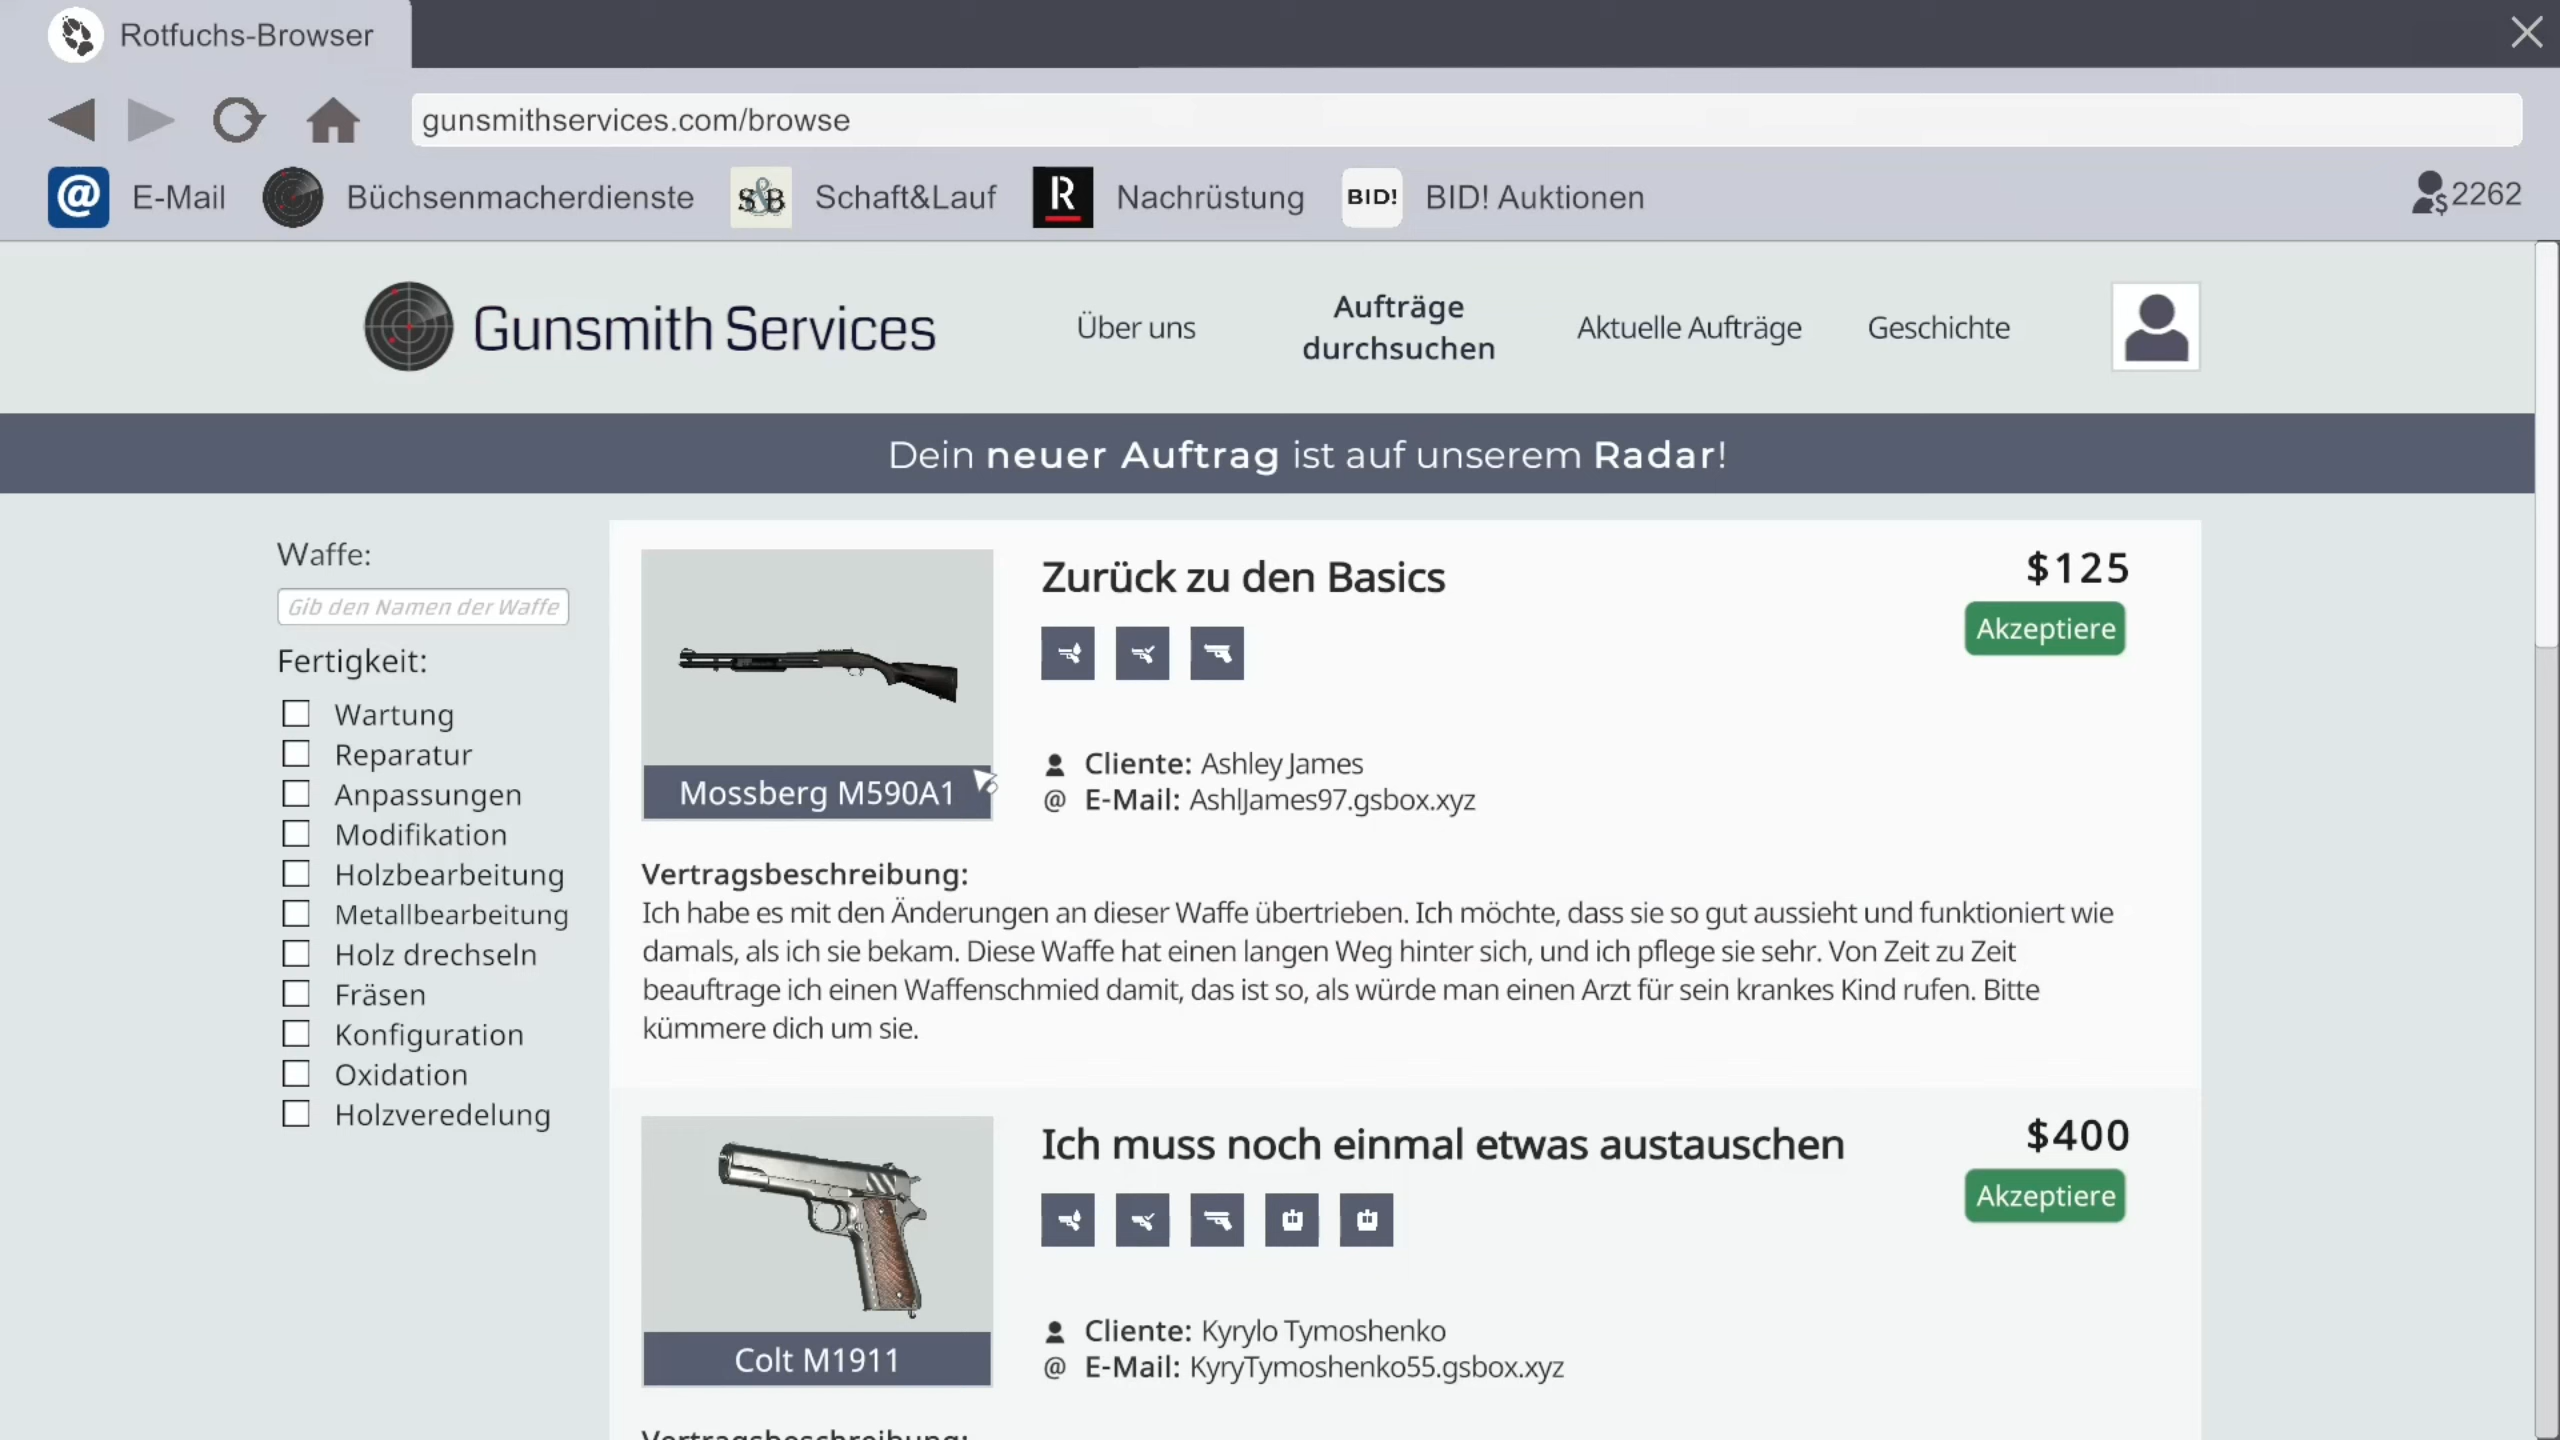 Rotfuchs-Browser
gunsmithservices.com/browse
E-Mail
Büchsenmacherdienste
S&B
Schaft&Lauf
R
Nachrüstung
BID!
BID! Auktionen
2262
Gunsmith Services
Über uns
Aufträge
durchsuchen
Aktuelle Aufträge
Geschichte
Dein neuer Auftrag ist auf unserem Radar!
Waffe:
Gib den Namen der Waffe
Fertigkeit:
Wartung
Reparatur
Anpassungen
Modifikation
Holzbearbeitung
Metallbearbeitung
Holz drechseln
Fräsen
Konfiguration
Oxidation
Holzveredelung
Mossberg M590A1
Zurück zu den Basics
$125
Akzeptiere
Cliente: Ashley James
@ E-Mail: AshlJames97.gsbox.xyz
Vertragsbeschreibung:
Ich habe es mit den Änderungen an dieser Waffe übertrieben. Ich möchte, dass sie so gut aussieht und funktioniert wie
damals, als ich sie bekam. Diese Waffe hat einen langen Weg hinter sich, und ich pflege sie sehr. Von Zeit zu Zeit
beauftrage ich einen Waffenschmied damit, das ist so, als würde man einen Arzt für sein krankes Kind rufen. Bitte
kümmere dich um sie.
Colt M1911
Ich muss noch einmal etwas austauschen
$400
Akzeptiere
Cliente: Kyrylo Tymoshenko
@ E-Mail: KyryTymoshenko55.gsbox.xyz
Vertragsbeschreibung: